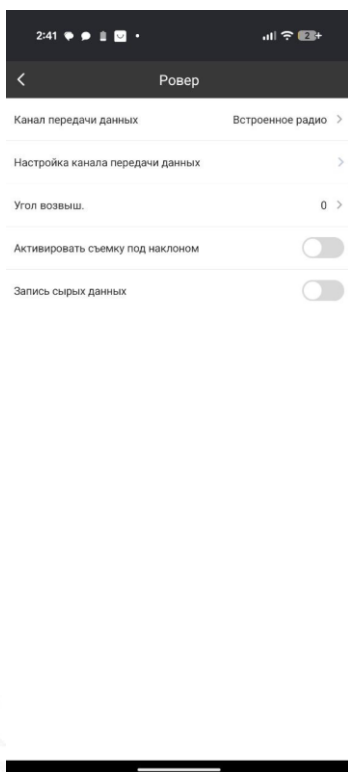 2:41
Ровер
Канал передачи данных Встроенное радио
Настройка канала передачи данных
Угол возвыш. 0
Активировать съемку под наклоном
Запись сырых данных